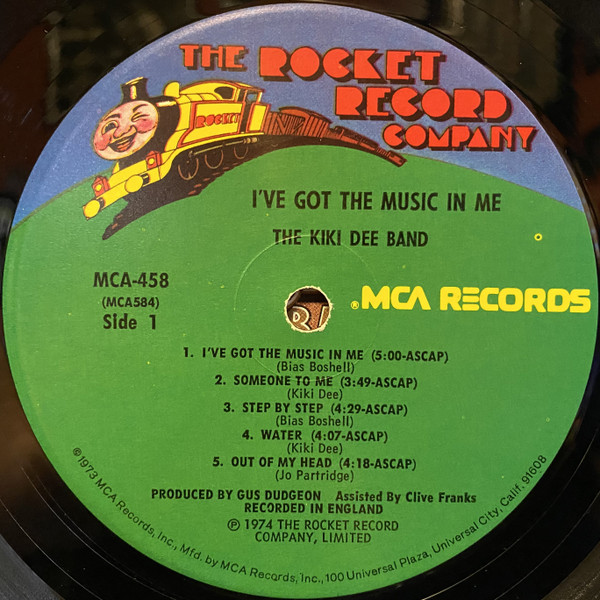 THE ROCKET
RECORD
COMPANY
ROCKET
I'VE GOT THE MUSIC IN ME
THE KIKI DEE BAND
MCA-458
(MCA584)
Side 1
®MCA RECORDS
1. I'VE GOT THE MUSIC IN ME (5:00-ASCAP)
(Bias Boshell)
2. SOMEONE TO ME (3:49-ASCAP)
(Kiki Dee)
3. STEP BY STEP (4:29-ASCAP)
(Bias Boshell)
4. WATER (4:07-ASCAP)
(Kiki Dee)
5. OUT OF MY HEAD (4:18-ASCAP)
(Jo Partridge)
PRODUCED BY GUS DUDGEON Assisted By Clive Franks
RECORDED IN ENGLAND
℗ 1974 THE ROCKET RECORD
COMPANY, LIMITED
©1973 MCA Records, Inc., Mfd. by MCA Records, Inc., 100 Universal Plaza, Universal City, Calif. 91608